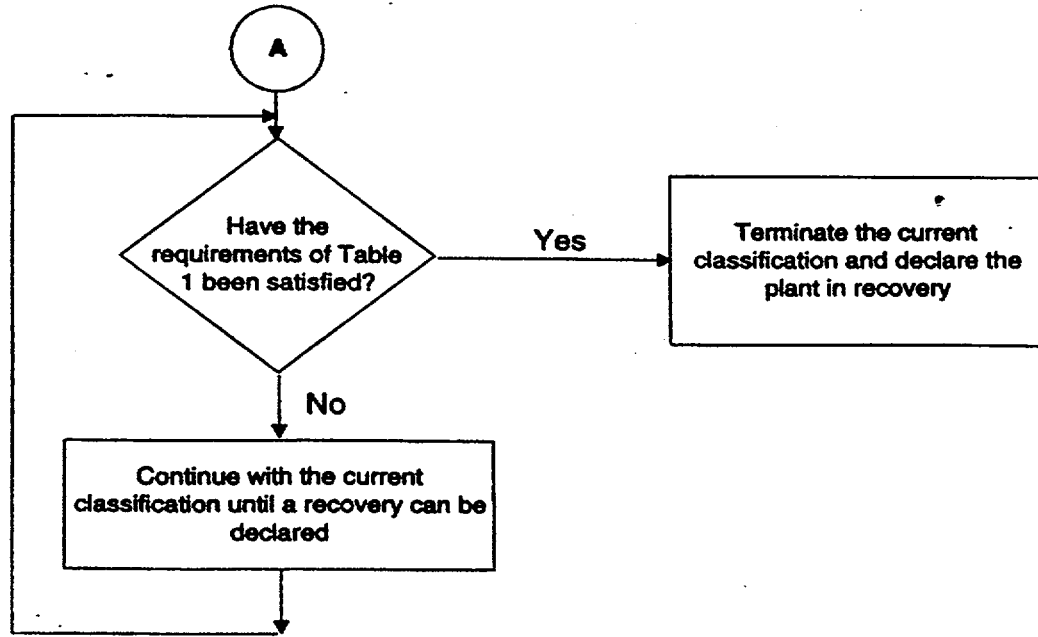 A
Have the
requirements of Table
1 been satisfied?
Yes
Terminate the current
classification and declare the
plant in recovery
No
Continue with the current
classification until a recovery can be
declared